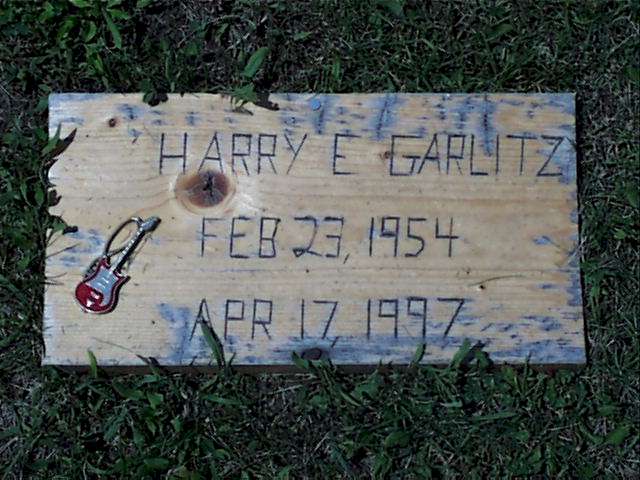 HARRY E GARLITZ
FEB 23, 1954
APR 17, 1997